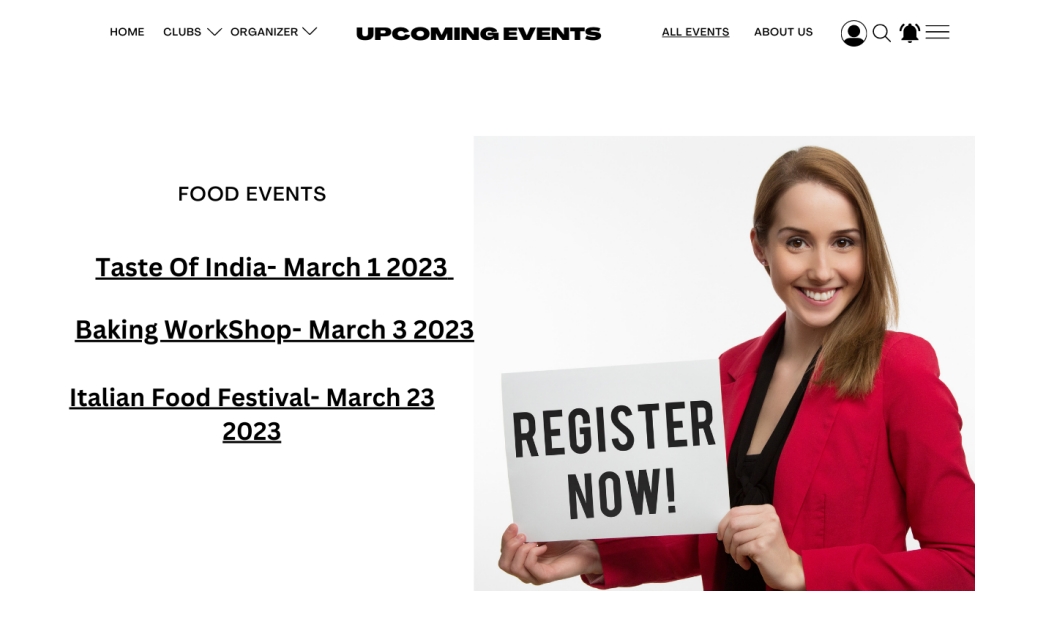 HOME CLUBS ORGANIZER UPCOMING EVENTS ALL EVENTS ABOUT US
FOOD EVENTS
Taste Of India- March 1 2023
Baking WorkShop- March 3 2023
Italian Food Festival- March 23
2023
REGISTER
NOW!